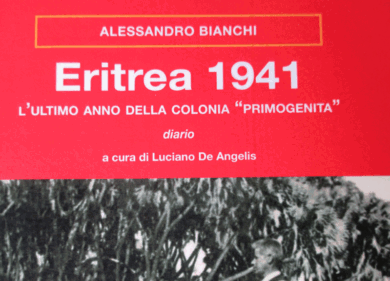 ALESSANDRO BIANCHI
Eritrea 1941
L'ULTIMO ANNO DELLA COLONIA "PRIMOGENITA"
diario
a cura di Luciano De Angelis